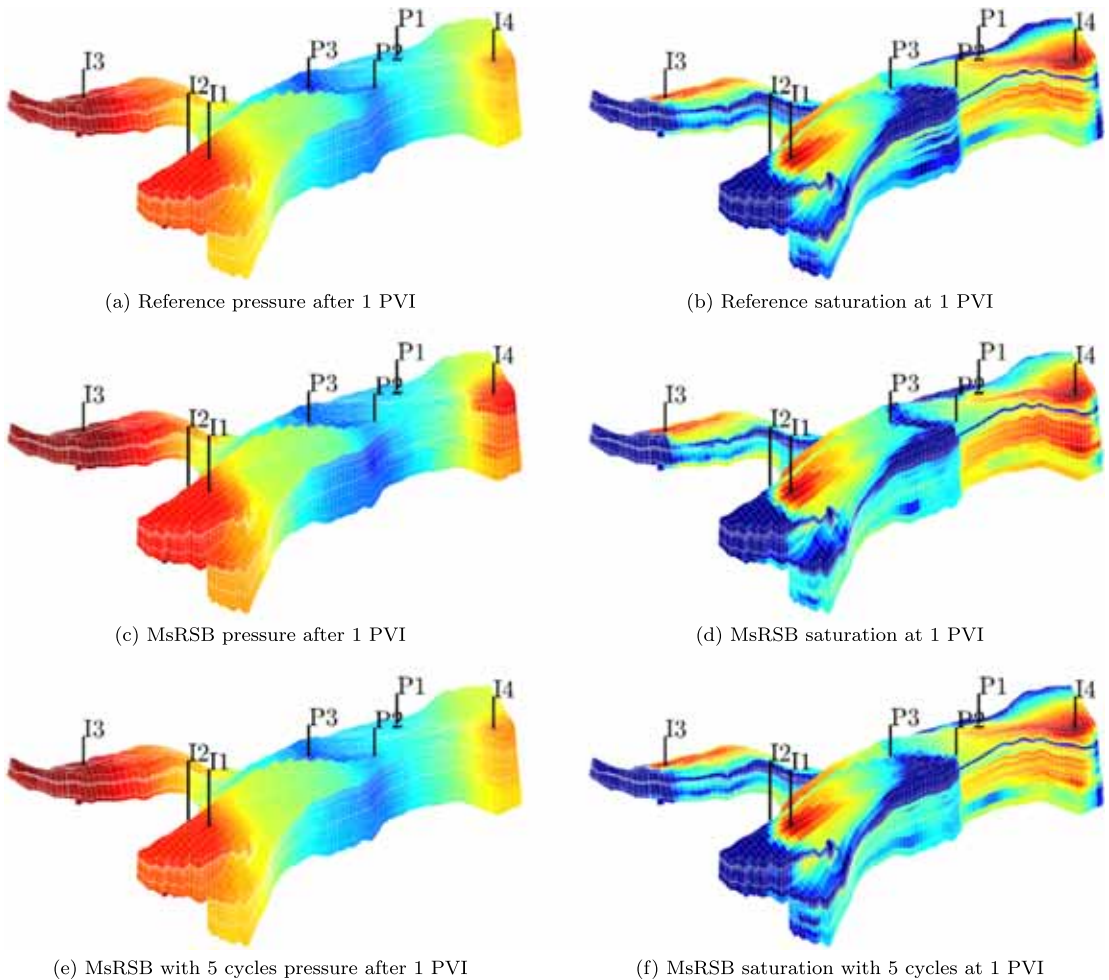 P1
I4
P3
P2
I3
I2
I1
P1
I4
P3
P2
I3
I2
I1
(a) Reference pressure after 1 PVI
(b) Reference saturation at 1 PVI
P1
I4
P3
P2
I3
I2
I1
P1
I4
P3
P2
I3
I2
I1
(c) MsRSB pressure after 1 PVI
(d) MsRSB saturation at 1 PVI
P1
I4
P3
P2
I3
I2
I1
P1
I4
P3
P2
I3
I2
I1
(e) MsRSB with 5 cycles pressure after 1 PVI
(f) MsRSB saturation with 5 cycles at 1 PVI